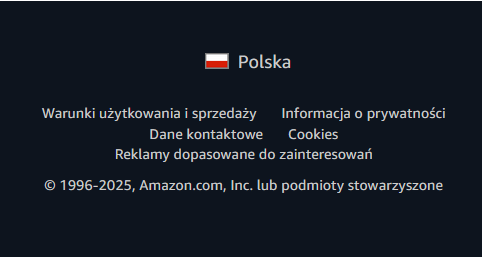 Polska
Warunki użytkowania i sprzedaży Informacja o prywatności
Dane kontaktowe Cookies
Reklamy dopasowane do zainteresowań
© 1996-2025, Amazon.com, Inc. lub podmioty stowarzyszone